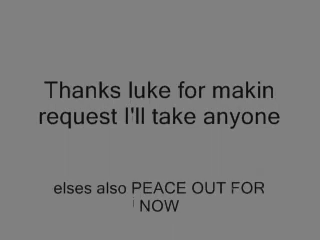 Thanks luke for makin
request I'll take anyone
elses also PEACE OUT FOR
NOW